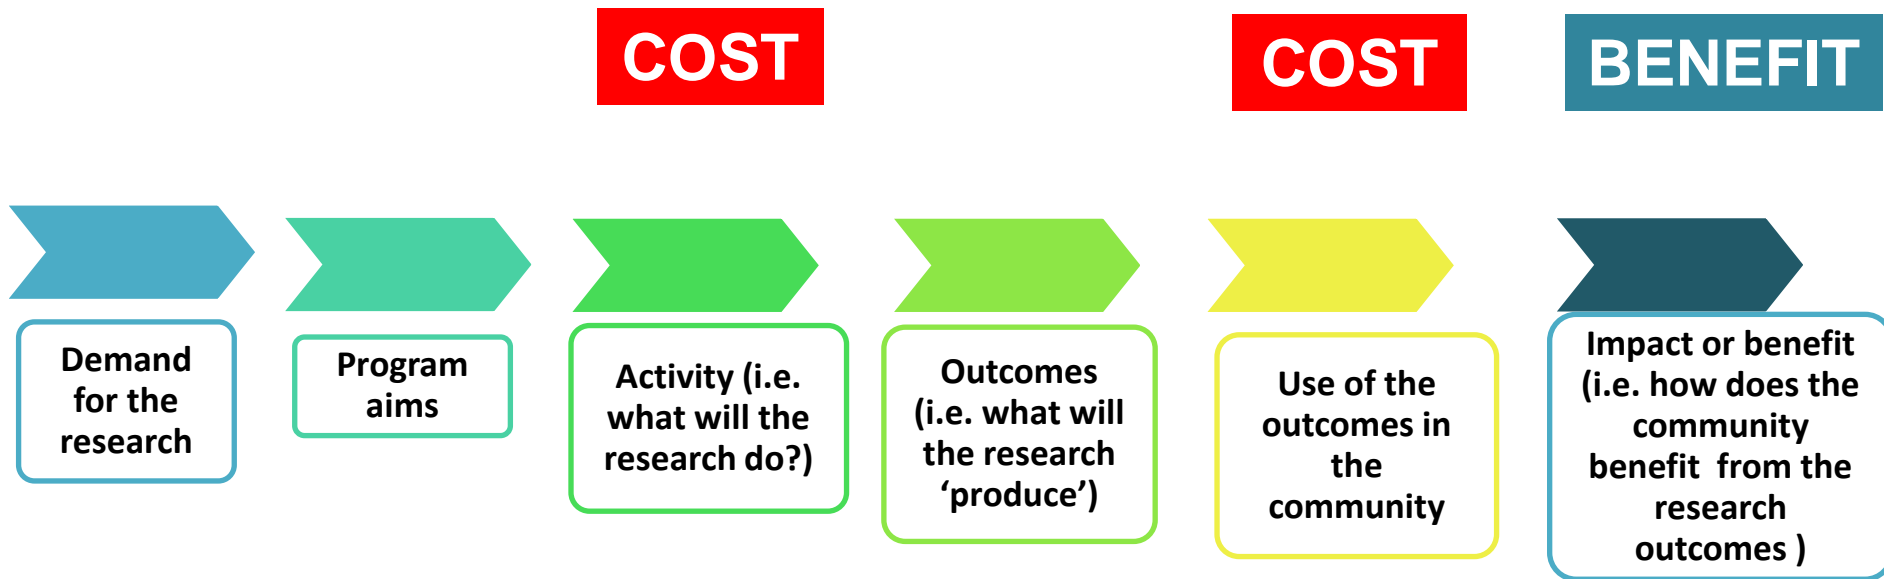 COST
COST
BENEFIT
Demand
for the
research
Program
aims
Activity (i.e.
what will the
research do?)
Outcomes
(i.e. what will
the research
‘produce’)
Use of the
outcomes in
the
community
Impact or benefit
(i.e. how does the
community
benefit  from the
research
outcomes )